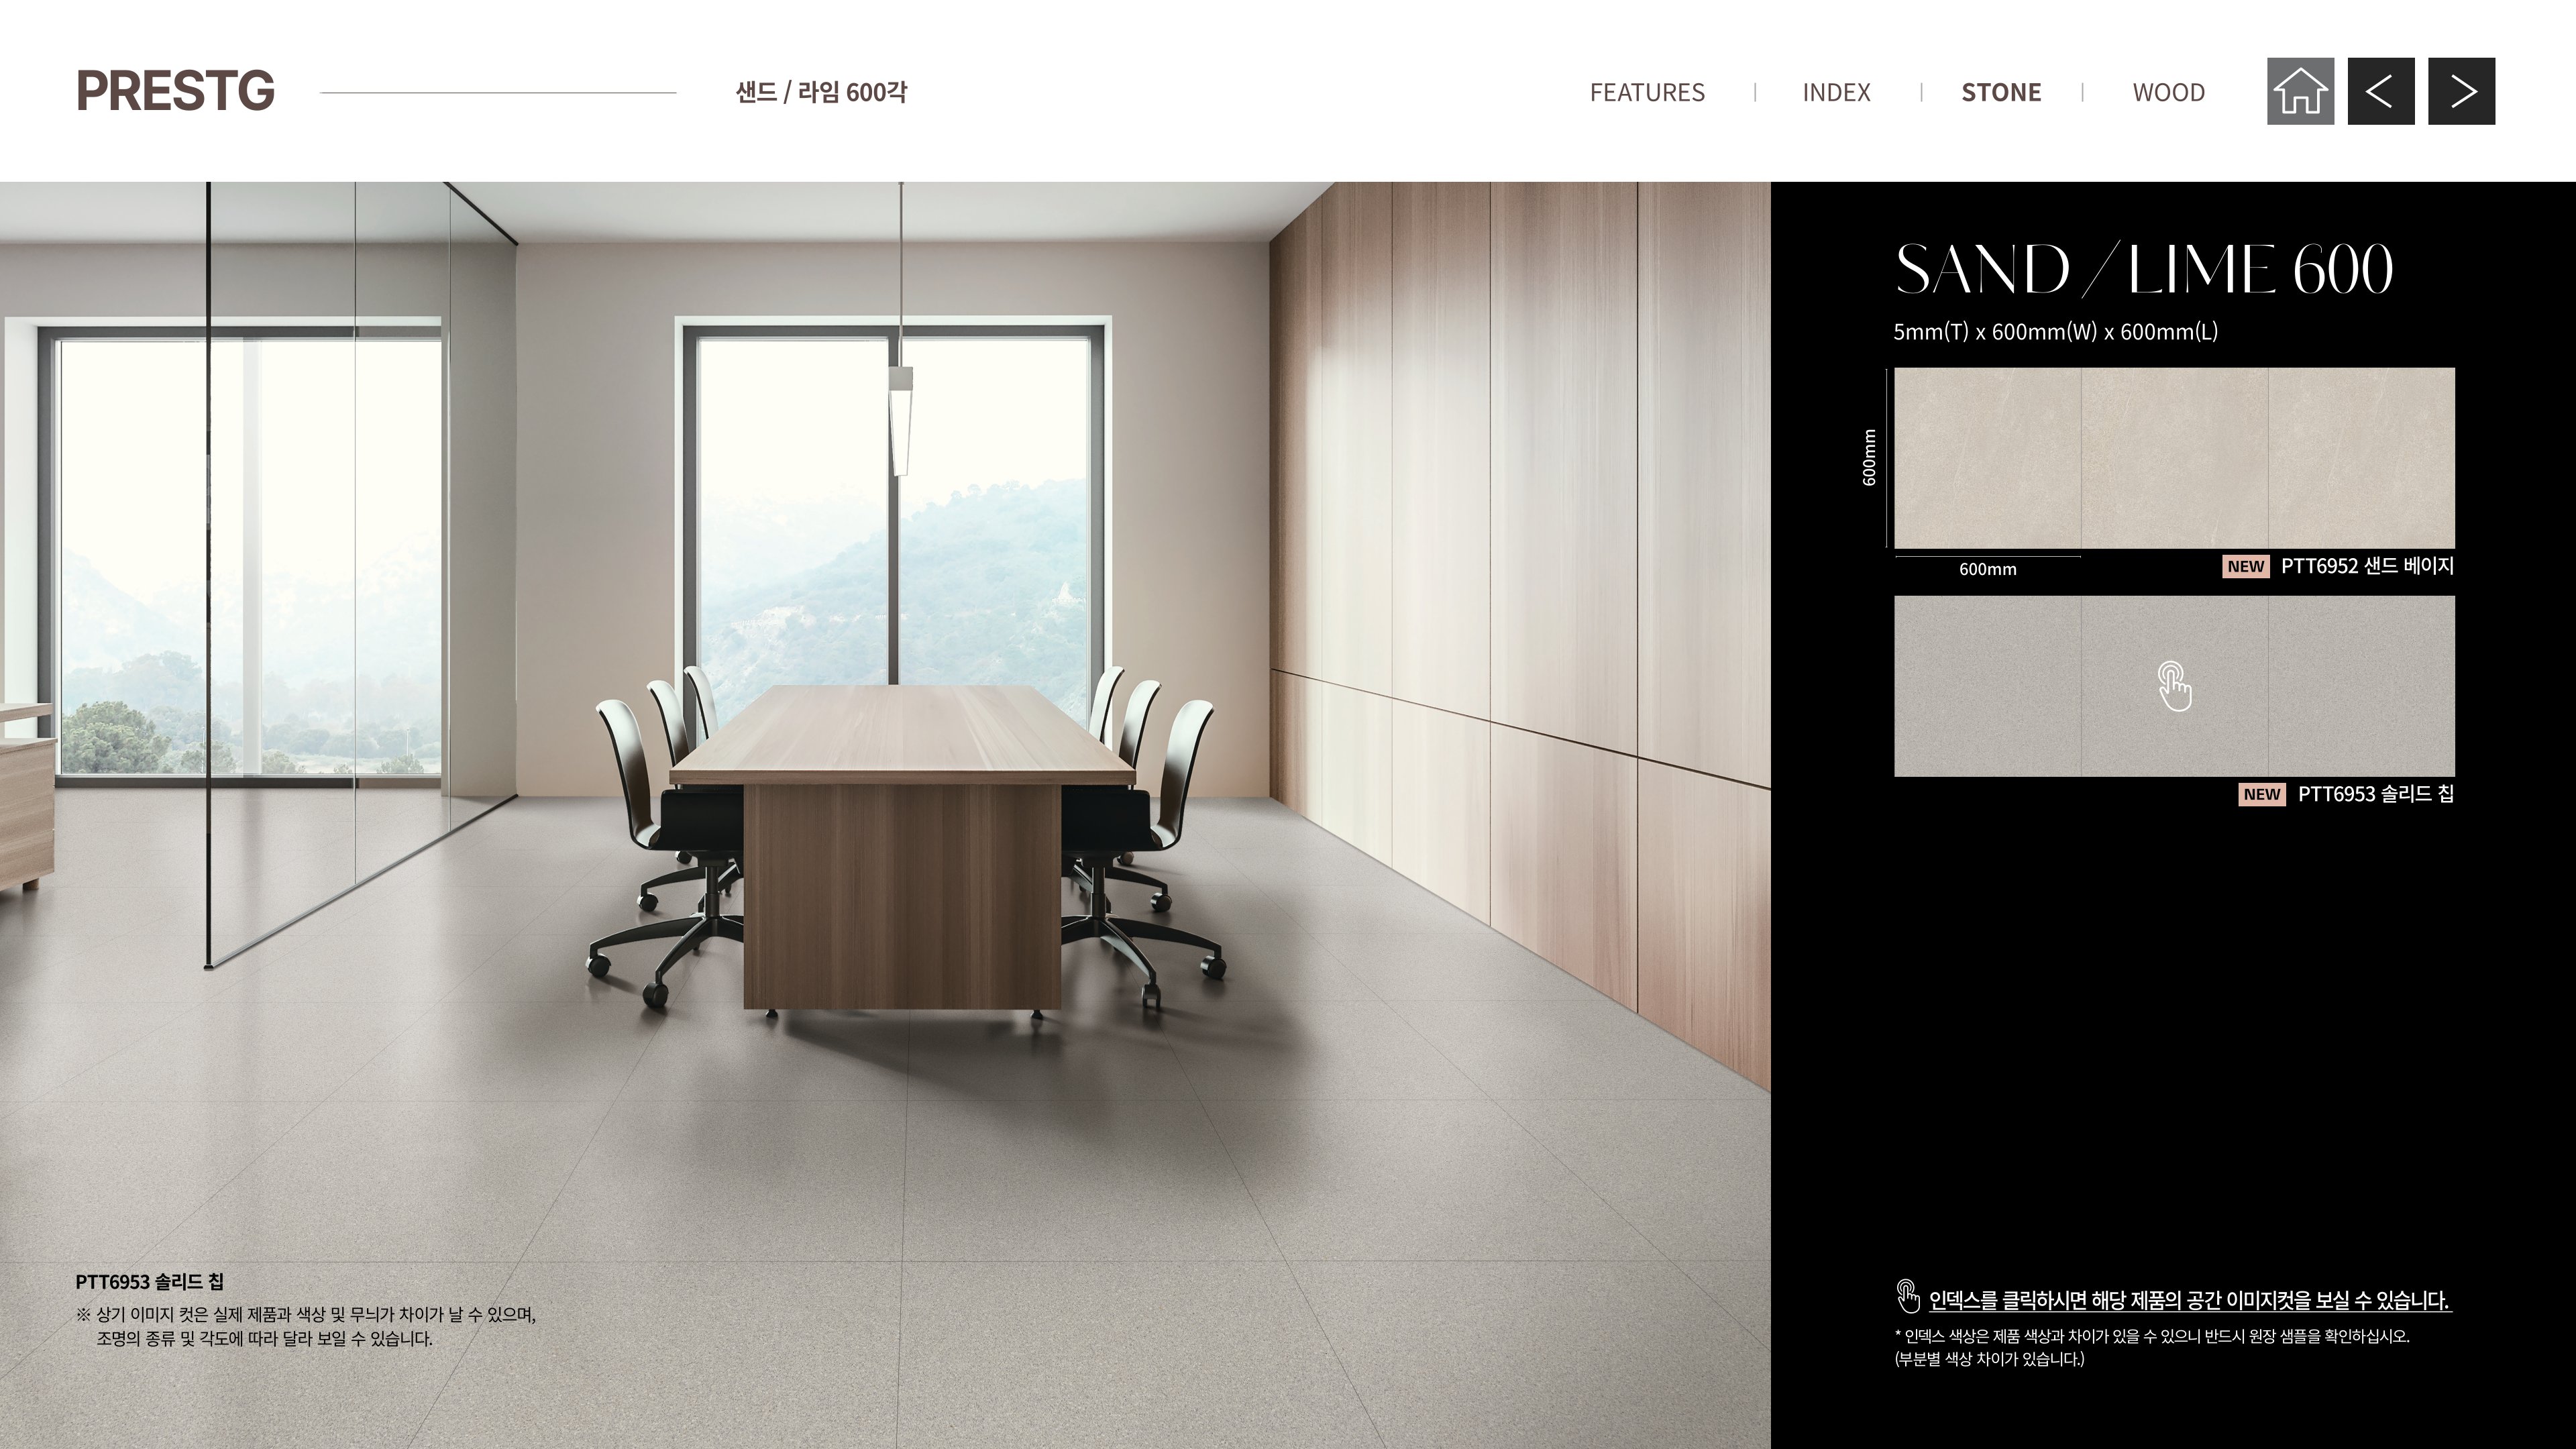 PRESTG
샌드 / 라임 600각
FEATURES | INDEX | STONE | WOOD
SAND / LIME 600
5mm(T) x 600mm(W) x 600mm(L)
600mm
600mm
NEW PTT6952 샌드 베이지
NEW PTT6953 솔리드 칩
PTT6953 솔리드 칩
※ 상기 이미지 컷은 실제 제품과 색상 및 무늬가 차이가 날 수 있으며,
조명의 종류 및 각도에 따라 달라 보일 수 있습니다.
인덱스를 클릭하시면 해당 제품의 공간 이미지컷을 보실 수 있습니다.
* 인덱스 색상은 제품 색상과 차이가 있을 수 있으니 반드시 원장 샘플을 확인하십시오.
(부분별 색상 차이가 있습니다.)